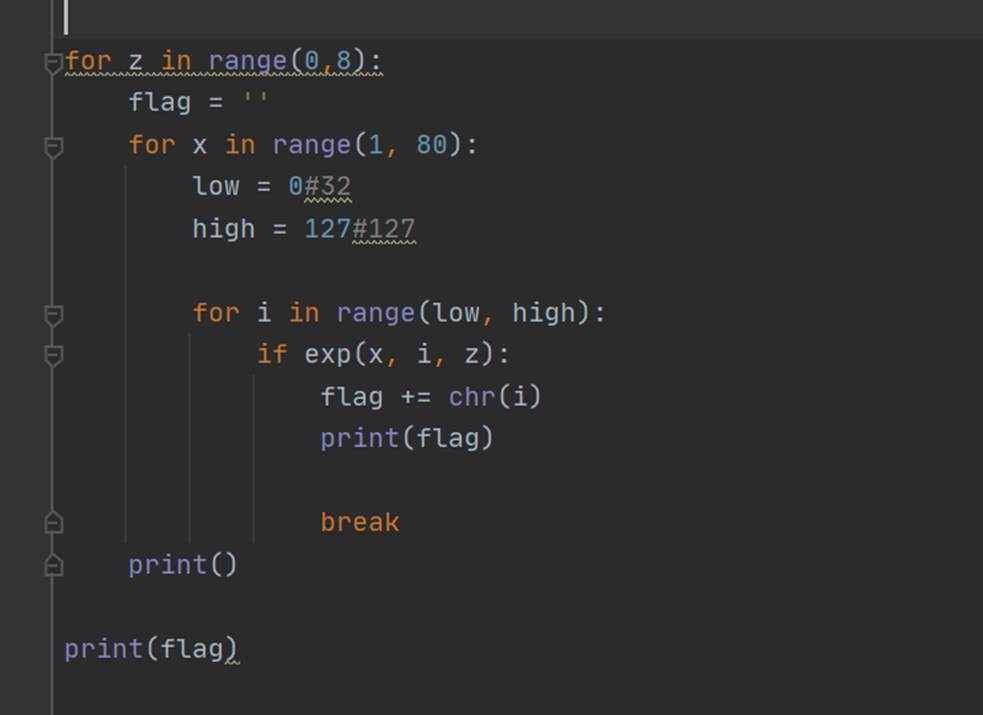 for z in range(0,8):
    flag = ''
    for x in range(1, 80):
        low = 0#32
        high = 127#127
        for i in range(low, high):
            if exp(x, i, z):
                flag += chr(i)
                print(flag)
                break
    print()
print(flag)